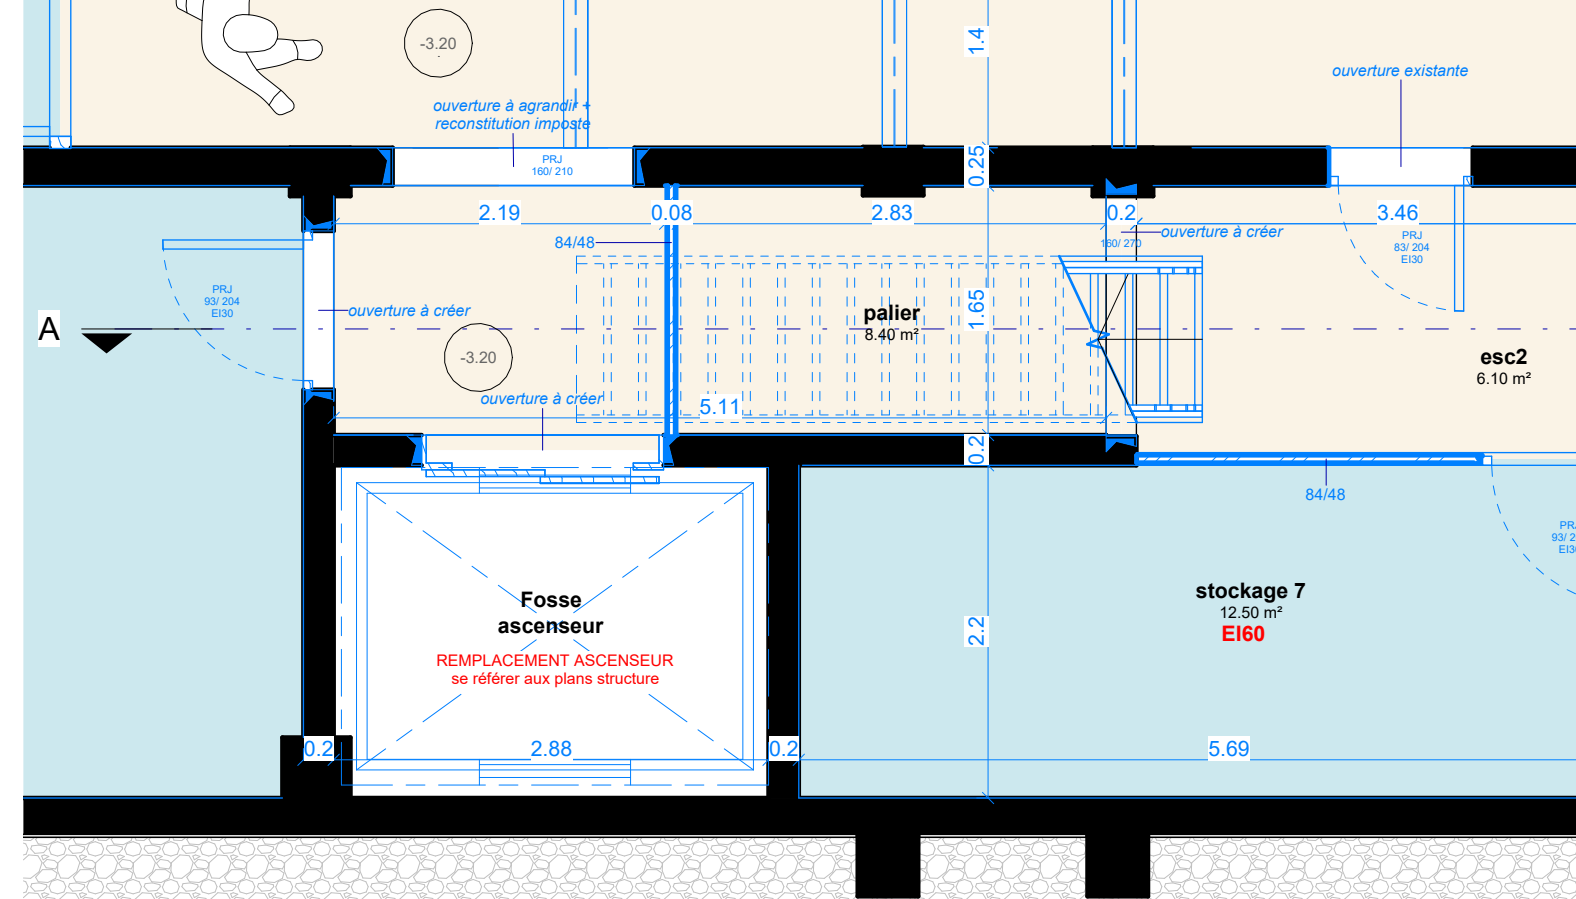 -3.20
1.4
ouverture existante
ouverture à agrandir +
reconstitution imposte
PRJ
160/ 210
0.25
2.19
0.08
2.83
0.2
3.46
84/48
160/ 270
ouverture à créer
PRJ
83/ 204
EI30
PRJ
93/ 204
EI30
ouverture à créer
A
palier
8.40 m²
1.65
-3.20
esc2
6.10 m²
ouverture à créer
5.11
0.2
84/48
Fosse
ascenseur
REMPLACEMENT ASCENSEUR
se référer aux plans structure
stockage 7
12.50 m²
EI60
2.2
0.2
2.88
0.2
5.69